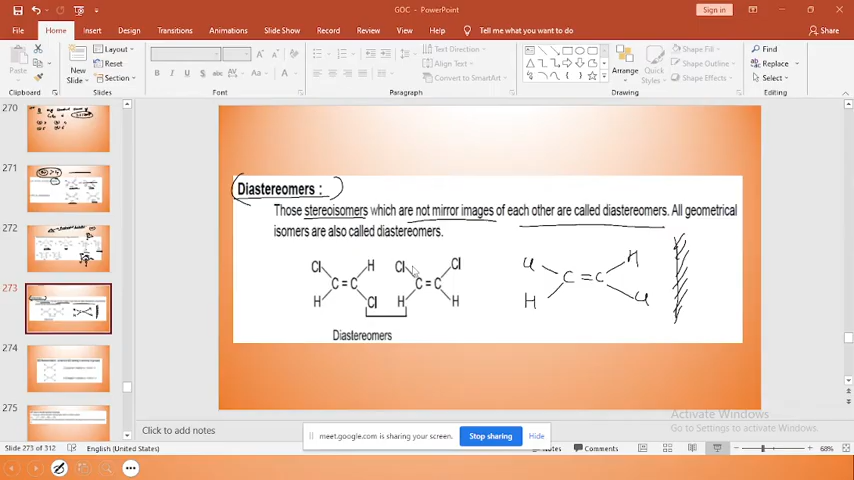 GOC - PowerPoint
Sign in
File Home Insert Design Transitions Animations Slide Show Review View Help Tell me what you want to do
Share
Paste
New Slide
Layout
Reset
Section
Text Direction
Align Text
Convert to SmartArt
Arrange
Quick Styles
Shape Fill
Shape Outline
Shape Effects
Find
Replace
Select
Clipboard Slides Font Paragraph Drawing Editing
270
271
272
273
274
275
Diastereomers :
Those stereoisomers which are not mirror images of each other are called diastereomers. All geometrical
isomers are also called diastereomers.
Cl H Cl Cl
C = C C = C
H Cl H H
Diastereomers
Cl H
C = C
H Cl
Activate Windows
Go to Settings to activate Windows.
Click to add notes
meet.google.com is sharing your screen. Stop sharing Hide
Slide 273 of 312 English (United States) Notes Comments 68%